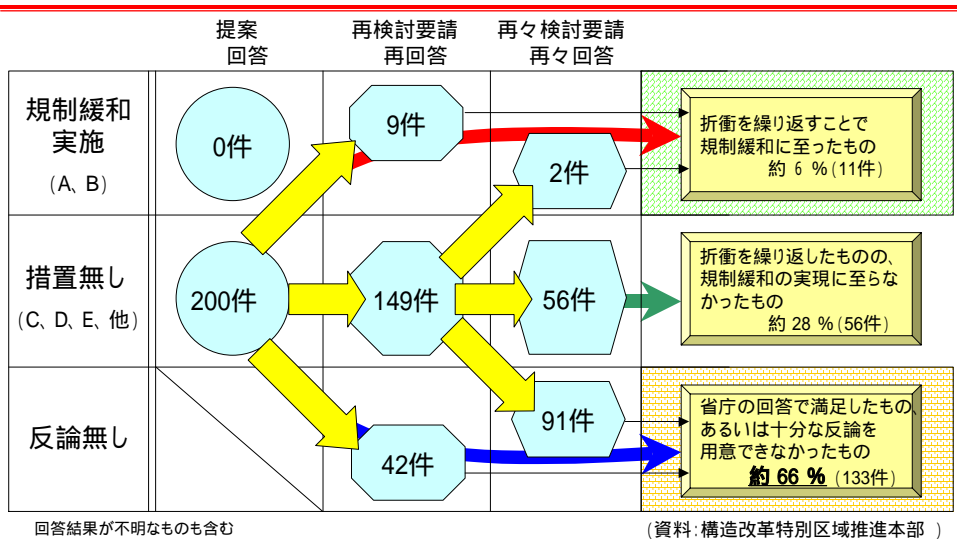 提案
回答
再検討要請
再回答
再々検討要請
再々回答
規制緩和
実施
(A、B)
0件
9件
2件
折衝を繰り返すことで
規制緩和に至ったもの
約 6 %(11件)
措置無し
(C、D、E、他)
200件
149件
56件
折衝を繰り返したものの、
規制緩和の実現に至らな
かったもの
約 28 %(56件)
反論無し
42件
91件
省庁の回答で満足したもの、
あるいは十分な反論を
用意できなかったもの
約 66 % (133件)
回答結果が不明なものも含む
(資料:構造改革特別区域推進本部 )